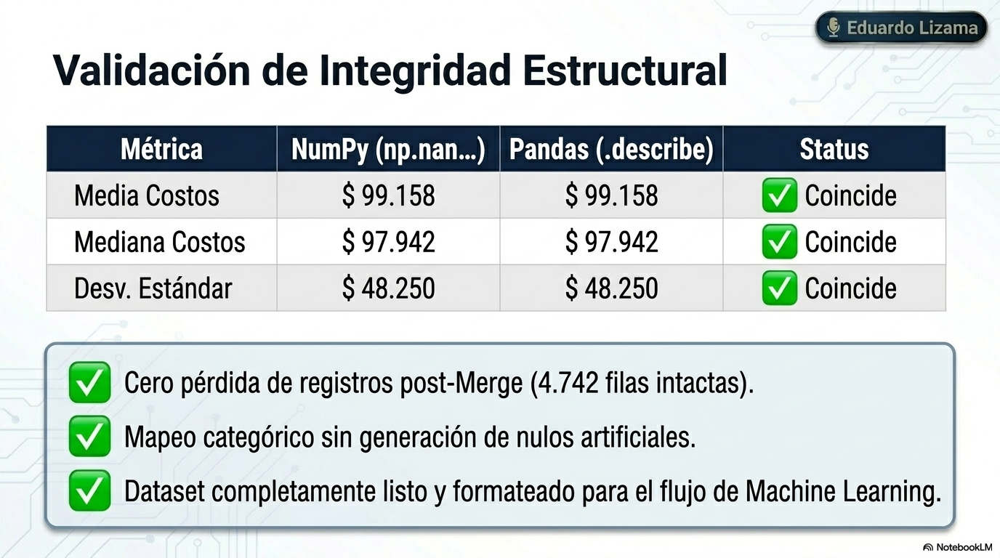 Eduardo Lizama
Validación de Integridad Estructural
Métrica NumPy (np.nan...) Pandas (.describe) Status
Media Costos $ 99.158 $ 99.158 ✅ Coincide
Mediana Costos $ 97.942 $ 97.942 ✅ Coincide
Desv. Estándar $ 48.250 $ 48.250 ✅ Coincide
✅ Cero pérdida de registros post-Merge (4.742 filas intactas).
✅ Mapeo categórico sin generación de nulos artificiales.
✅ Dataset completamente listo y formateado para el flujo de Machine Learning.
NotebookLM